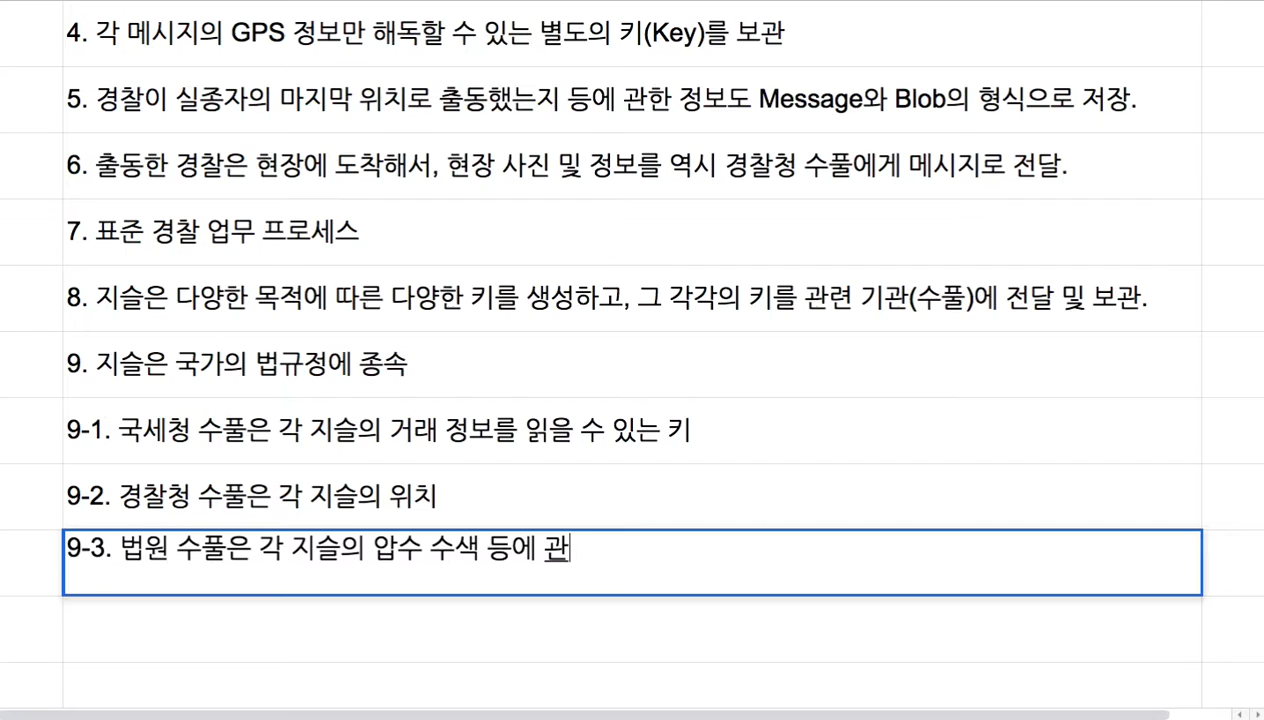 4. 각 메시지의 GPS 정보만 해독할 수 있는 별도의 키(Key)를 보관
5. 경찰이 실종자의 마지막 위치로 출동했는지 등에 관한 정보도 Message와 Blob의 형식으로 저장.
6. 출동한 경찰은 현장에 도착해서, 현장 사진 및 정보를 역시 경찰청 수풀에게 메시지로 전달.
7. 표준 경찰 업무 프로세스
8. 지슬은 다양한 목적에 따른 다양한 키를 생성하고, 그 각각의 키를 관련 기관(수풀)에 전달 및 보관.
9. 지슬은 국가의 법규정에 종속
9-1. 국세청 수풀은 각 지슬의 거래 정보를 읽을 수 있는 키
9-2. 경찰청 수풀은 각 지슬의 위치
9-3. 법원 수풀은 각 지슬의 압수 수색 등에 관